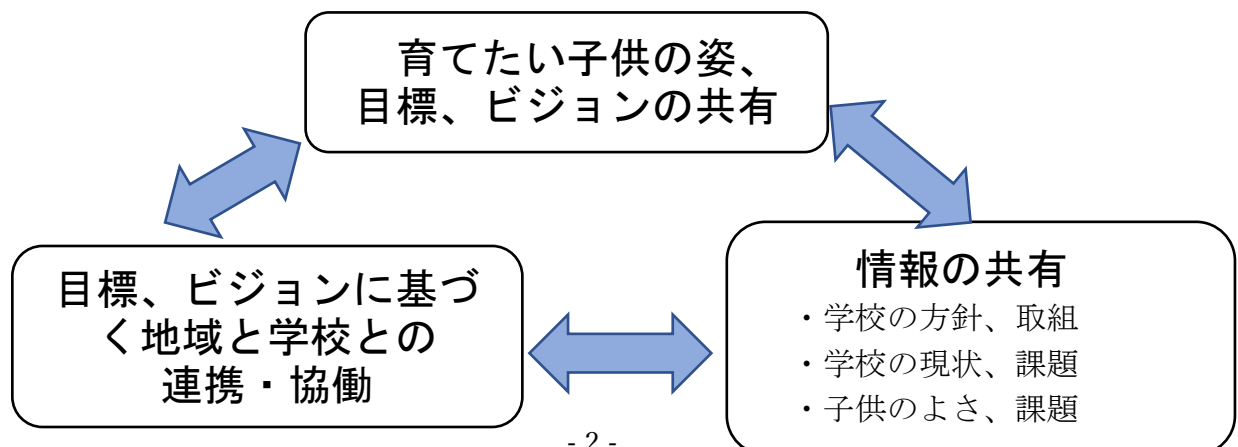 育てたい子供の姿、
目標、ビジョンの共有
目標、ビジョンに基づ
く地域と学校との
連携・協働
情報の共有
・学校の方針、取組
・学校の現状、課題
・子供のよさ、課題
- 2 -